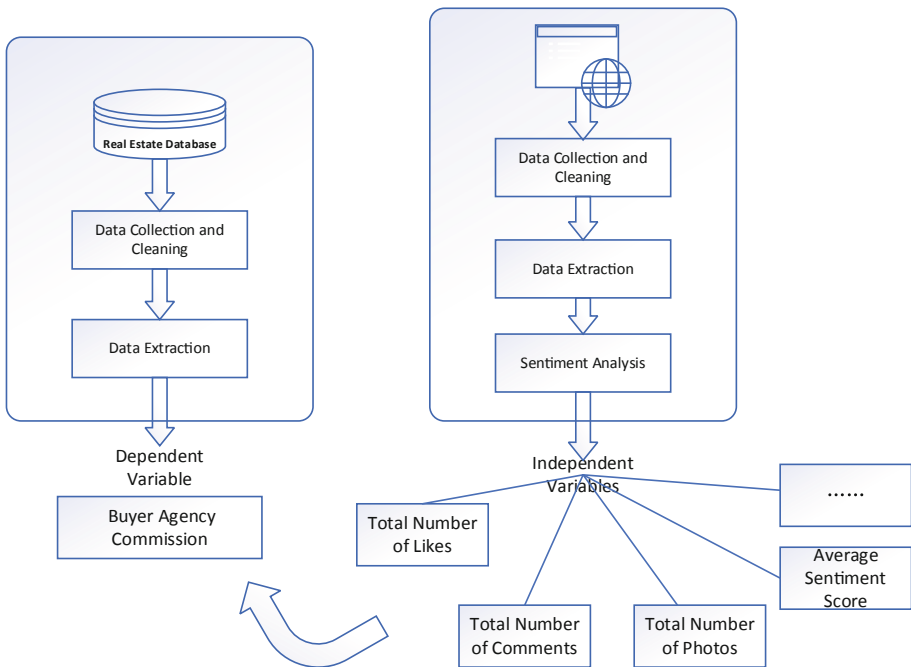 Real Estate Database
Data Collection and
Cleaning
Data Extraction
Dependent
Variable
Buyer Agency
Commission
Data Collection and
Cleaning
Data Extraction
Sentiment Analysis
Independent
Variables
Total Number
of Likes
Total Number
of Comments
Total Number
of Photos
Average
Sentiment
Score
......